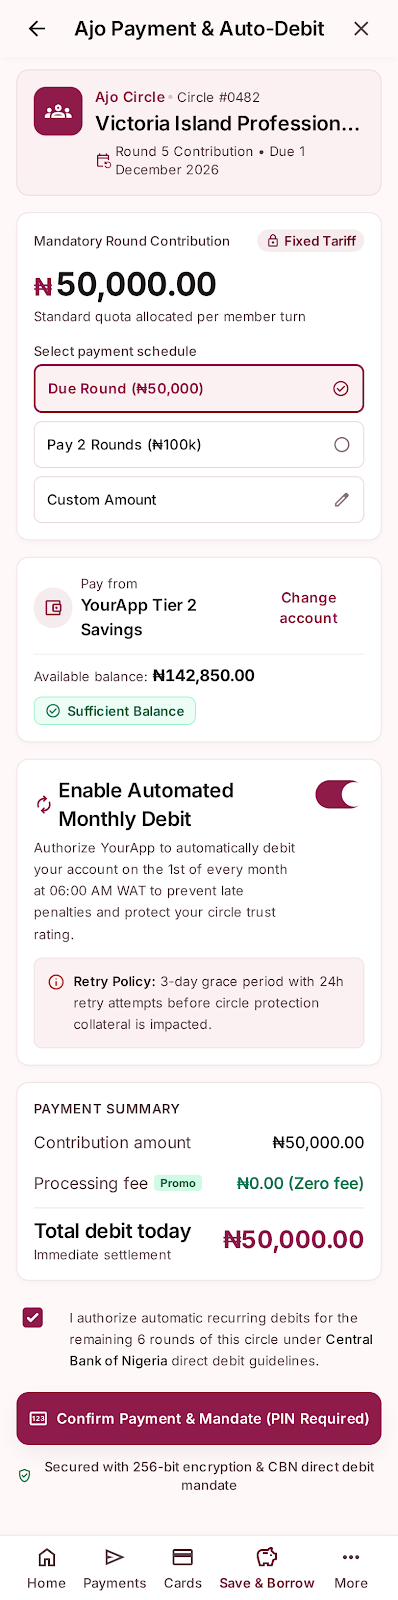 Ajo Payment & Auto-Debit
Ajo Circle • Circle #0482
Victoria Island Profession...
Round 5 Contribution • Due 1
December 2026
Mandatory Round Contribution
Fixed Tariff
₦50,000.00
Standard quota allocated per member turn
Select payment schedule
Due Round (₦50,000)
Pay 2 Rounds (₦100k)
Custom Amount
Pay from
YourApp Tier 2
Savings
Change
account
Available balance: ₦142,850.00
Sufficient Balance
Enable Automated
Monthly Debit
Authorize YourApp to automatically debit
your account on the 1st of every month
at 06:00 AM WAT to prevent late
penalties and protect your circle trust
rating.
Retry Policy: 3-day grace period with 24h
retry attempts before circle protection
collateral is impacted.
PAYMENT SUMMARY
Contribution amount ₦50,000.00
Processing fee Promo ₦0.00 (Zero fee)
Total debit today ₦50,000.00
Immediate settlement
I authorize automatic recurring debits for the
remaining 6 rounds of this circle under Central
Bank of Nigeria direct debit guidelines.
123 Confirm Payment & Mandate (PIN Required)
Secured with 256-bit encryption & CBN direct debit
mandate
Home Payments Cards Save & Borrow More